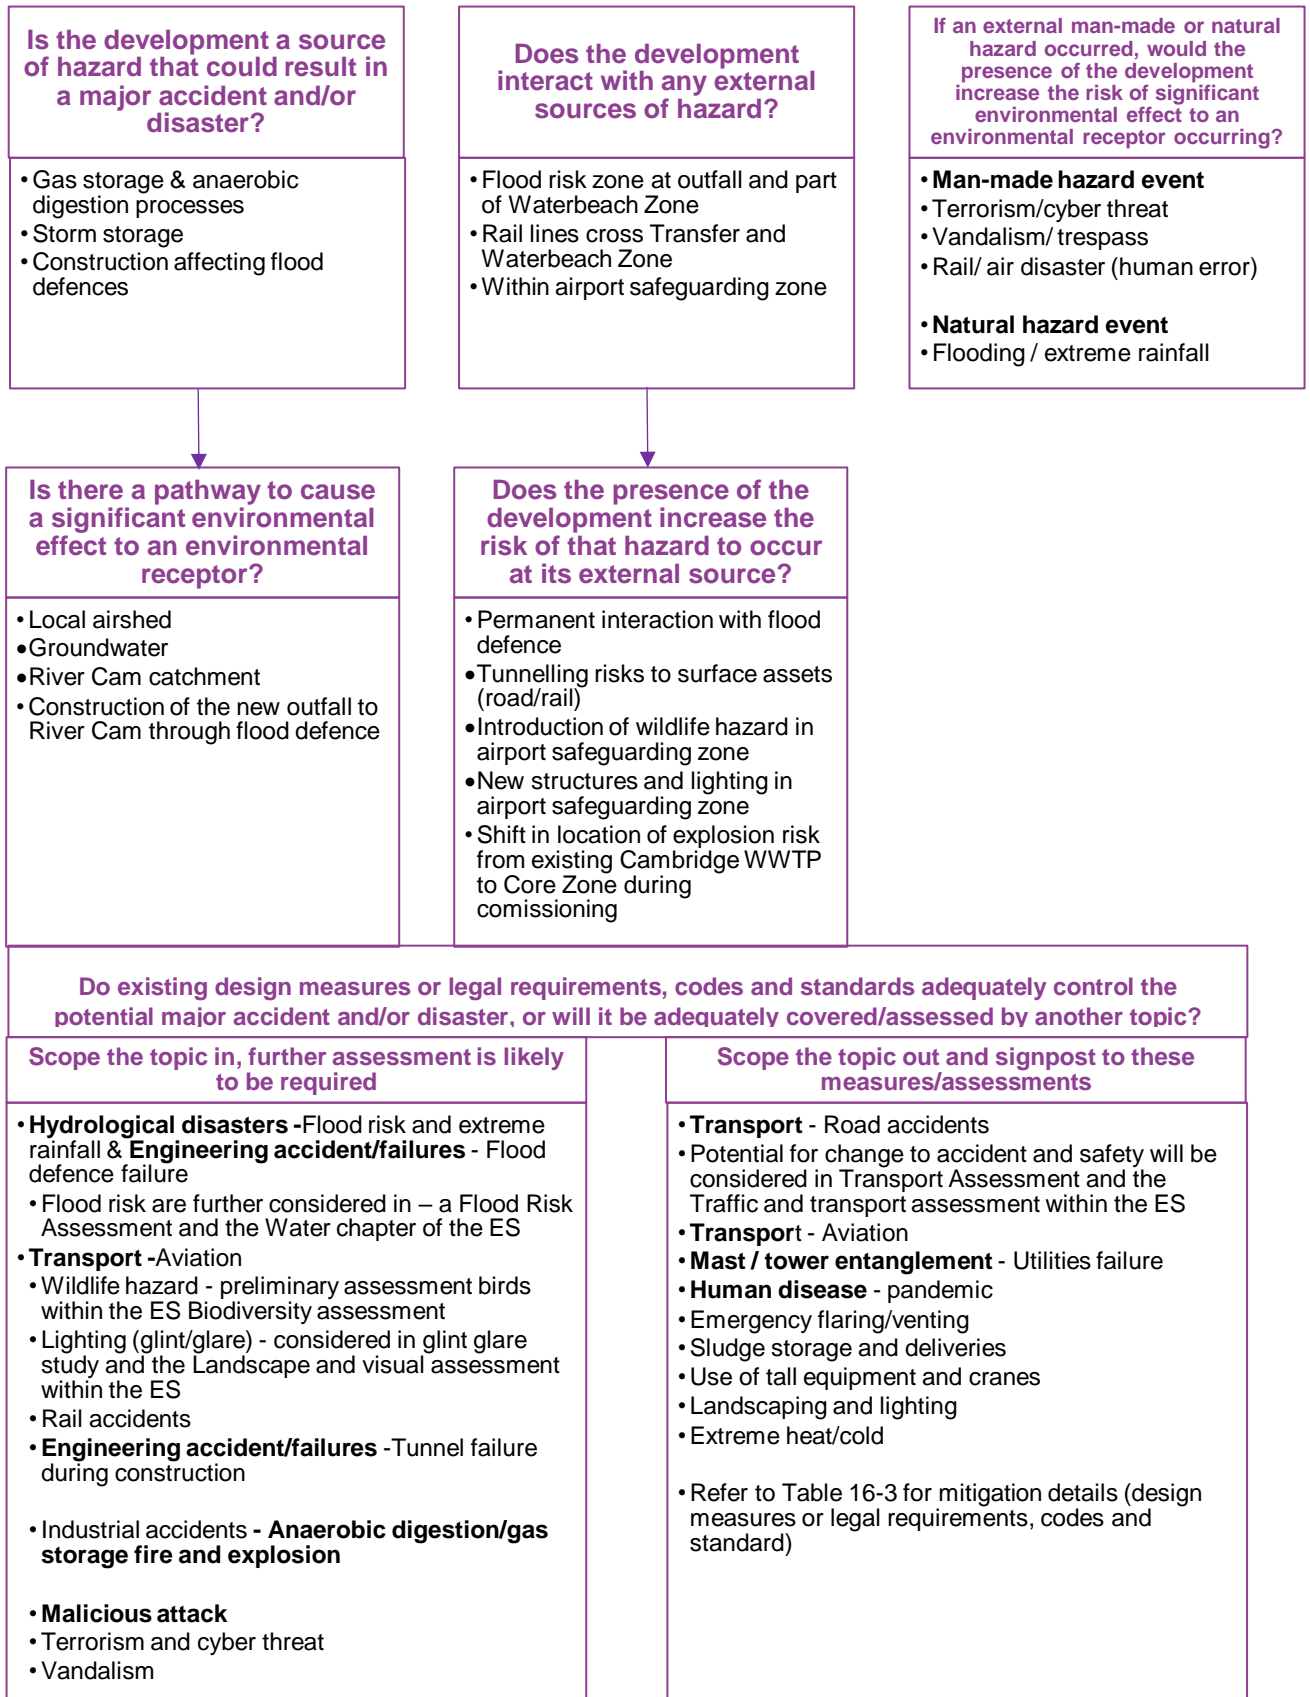 Is the development a source
of hazard that could result in
a major accident and/or
disaster?
• Gas storage & anaerobic
digestion processes
• Storm storage
• Construction affecting flood
defences
Does the development
interact with any external
sources of hazard?
• Flood risk zone at outfall and part
of Waterbeach Zone
• Rail lines cross Transfer and
Waterbeach Zone
• Within airport safeguarding zone
If an external man-made or natural
hazard occurred, would the
presence of the development
increase the risk of significant
environmental effect to an
environmental receptor occurring?
• Man-made hazard event
• Terrorism/cyber threat
• Vandalism/ trespass
• Rail/ air disaster (human error)
• Natural hazard event
• Flooding / extreme rainfall
Is there a pathway to cause
a significant environmental
effect to an environmental
receptor?
• Local airshed
• Groundwater
• River Cam catchment
• Construction of the new outfall to
River Cam through flood defence
Does the presence of the
development increase the
risk of that hazard to occur
at its external source?
• Permanent interaction with flood
defence
• Tunnelling risks to surface assets
(road/rail)
• Introduction of wildlife hazard in
airport safeguarding zone
• New structures and lighting in
airport safeguarding zone
• Shift in location of explosion risk
from existing Cambridge WWTP
to Core Zone during
comissioning
Do existing design measures or legal requirements, codes and standards adequately control the
potential major accident and/or disaster, or will it be adequately covered/assessed by another topic?
Scope the topic in, further assessment is likely
to be required
• Hydrological disasters -Flood risk and extreme
rainfall & Engineering accident/failures - Flood
defence failure
• Flood risk are further considered in – a Flood Risk
Assessment and the Water chapter of the ES
• Transport -Aviation
• Wildlife hazard - preliminary assessment birds
within the ES Biodiversity assessment
• Lighting (glint/glare) - considered in glint glare
study and the Landscape and visual assessment
within the ES
• Rail accidents
• Engineering accident/failures -Tunnel failure
during construction
• Industrial accidents - Anaerobic digestion/gas
storage fire and explosion
• Malicious attack
• Terrorism and cyber threat
• Vandalism
Scope the topic out and signpost to these
measures/assessments
• Transport - Road accidents
• Potential for change to accident and safety will be
considered in Transport Assessment and the
Traffic and transport assessment within the ES
• Transport - Aviation
• Mast / tower entanglement - Utilities failure
• Human disease - pandemic
• Emergency flaring/venting
• Sludge storage and deliveries
• Use of tall equipment and cranes
• Landscaping and lighting
• Extreme heat/cold
• Refer to Table 16-3 for mitigation details (design
measures or legal requirements, codes and
standard)